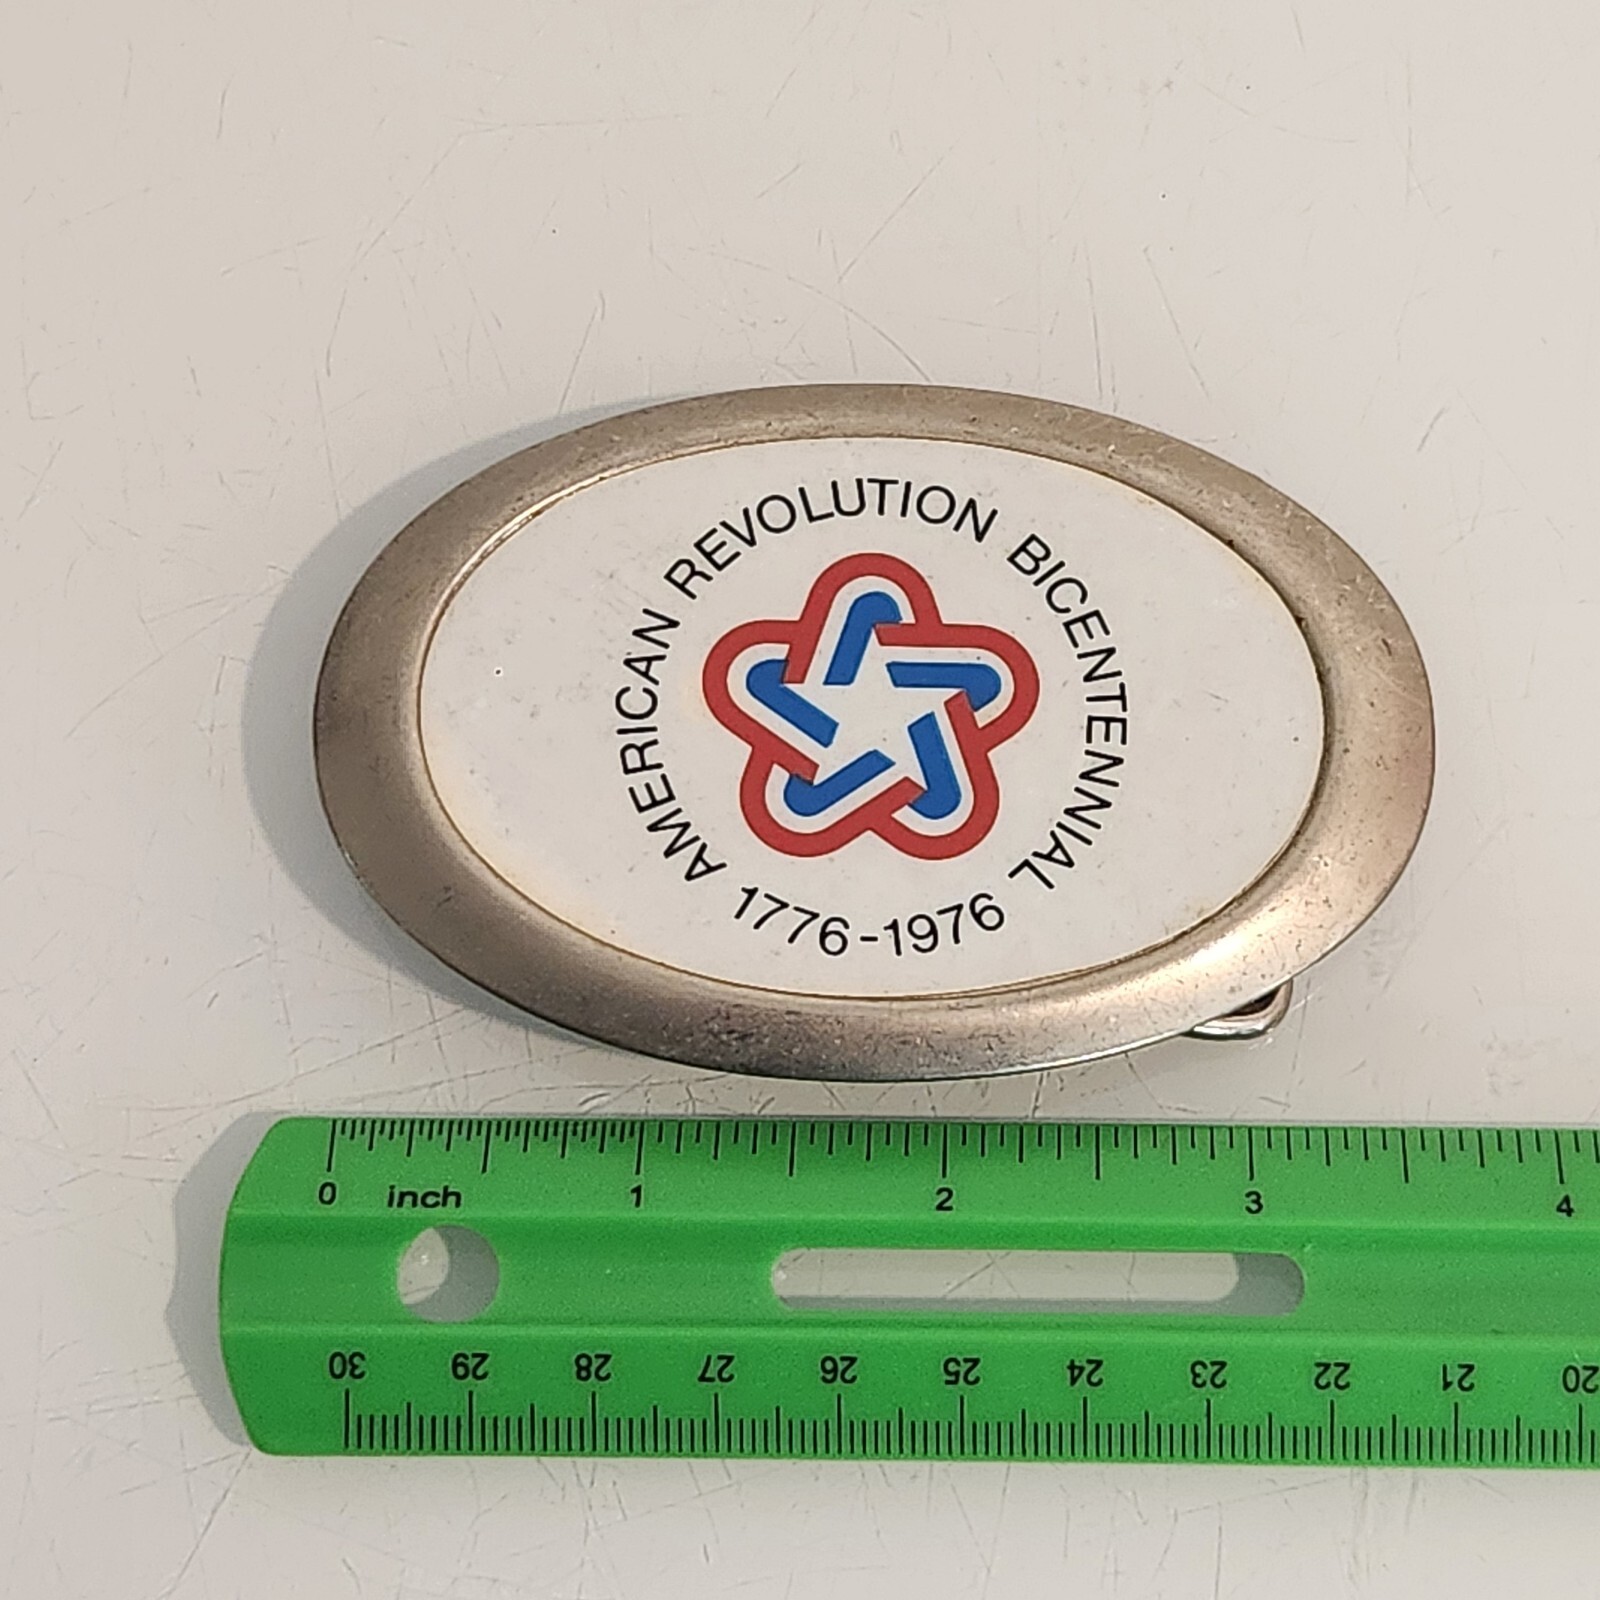 AMERICAN REVOLUTION BICENTENNIAL
1776-1976
0 inch 1 2 3 4
30 29 28 27 26 25 24 23 22 21 20